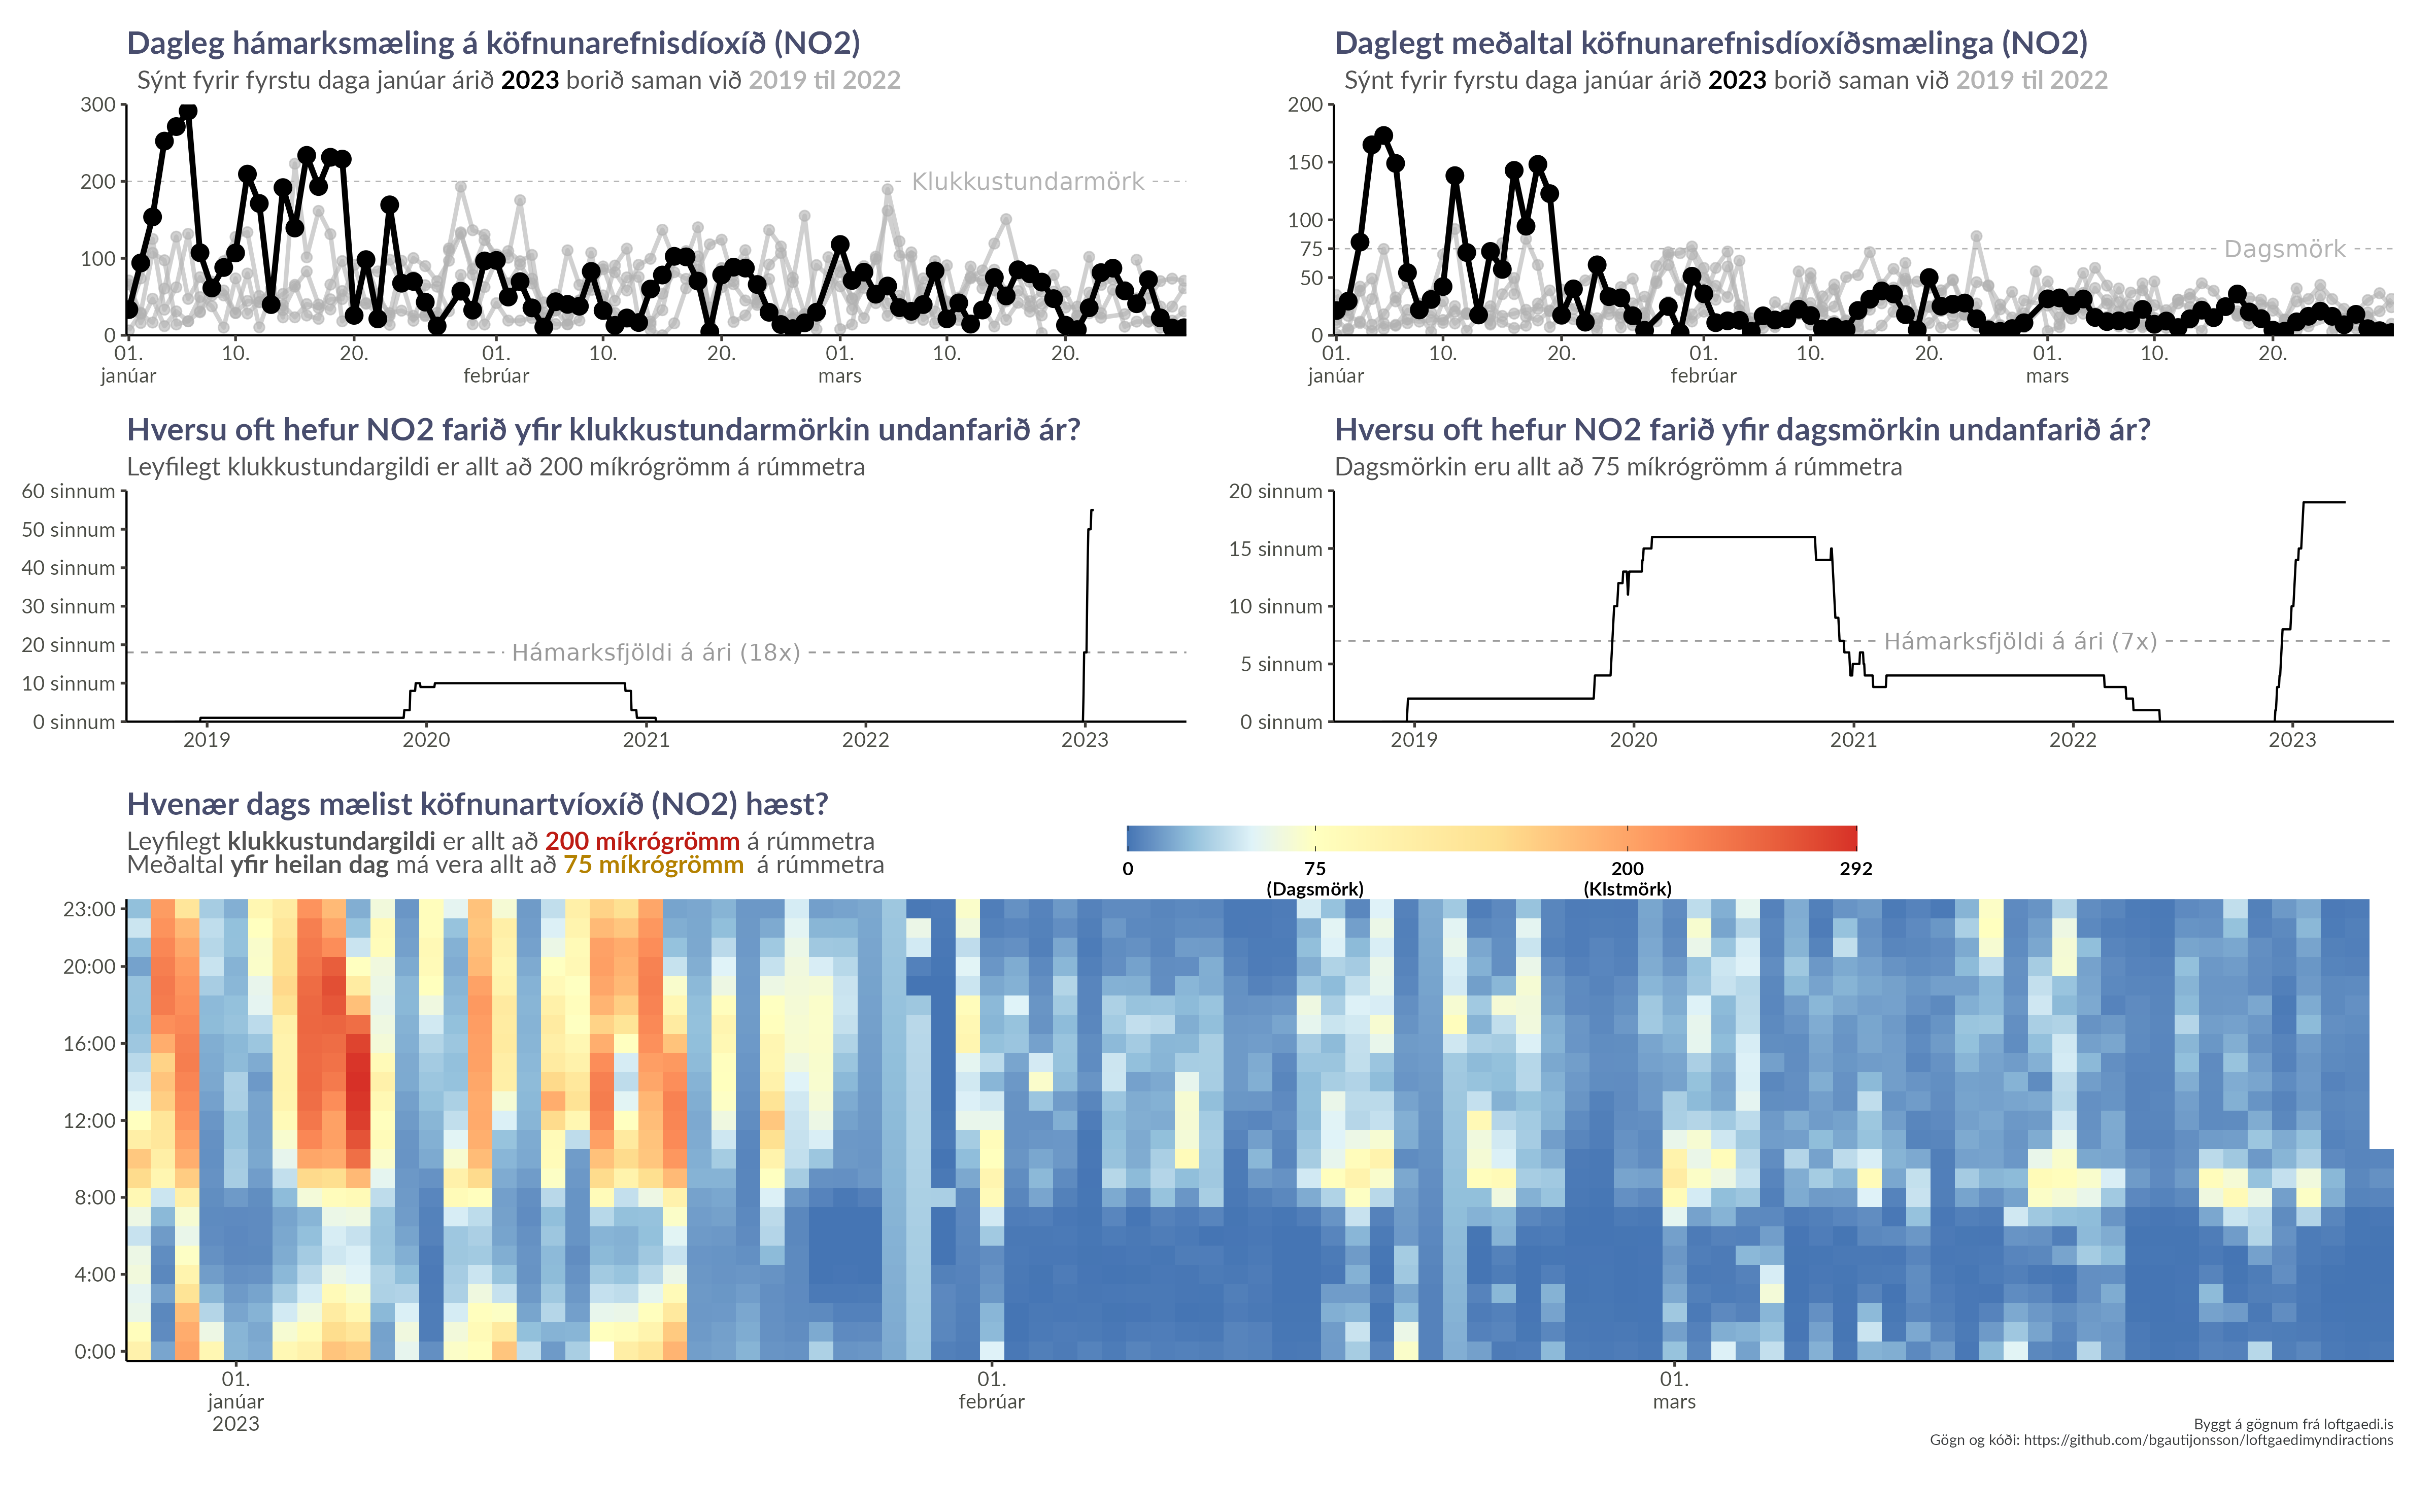 Dagleg hámarksmæling á köfnunarefnisdíoxíð (NO2)
Sýnt fyrir fyrstu daga janúar árið 2023 borið saman við 2019 til 2022
300
200
100
0
Klukkustundarmörk
01. 10. 20. 01. 10. 20. 01. 10. 20.
janúar febrúar mars
Daglegt meðaltal köfnunarefnisdíoxíðsmælinga (NO2)
Sýnt fyrir fyrstu daga janúar árið 2023 borið saman við 2019 til 2022
200
150
100
75
50
0
Dagsmörk
01. 10. 20. 01. 10. 20. 01. 10. 20.
janúar febrúar mars
Hversu oft hefur NO2 farið yfir klukkustundarmörkin undanfarið ár?
Leyfilegt klukkustundargildi er allt að 200 míkrógrömm á rúmmetra
60 sinnum
50 sinnum
40 sinnum
30 sinnum
20 sinnum
10 sinnum
0 sinnum
Hámarksfjöldi á ári (18x)
2019 2020 2021 2022 2023
Hversu oft hefur NO2 farið yfir dagsmörkin undanfarið ár?
Dagsmörkin eru allt að 75 míkrógrömm á rúmmetra
20 sinnum
15 sinnum
10 sinnum
5 sinnum
0 sinnum
Hámarksfjöldi á ári (7x)
2019 2020 2021 2022 2023
Hvenær dags mælist köfnunartvíoxíð (NO2) hæst?
Leyfilegt klukkustundargildi er allt að 200 míkrógrömm á rúmmetra
Meðaltal yfir heilan dag má vera allt að 75 míkrógrömm á rúmmetra
0 75 200 292
(Dagsmörk) (Klstmörk)
23:00
20:00
16:00
12:00
8:00
4:00
0:00
01. 01. 01.
janúar febrúar mars
2023
Byggt á gögnum frá loftgaedi.is
Gögn og kóði: https://github.com/bgautijonsson/loftgaedimyndiractions